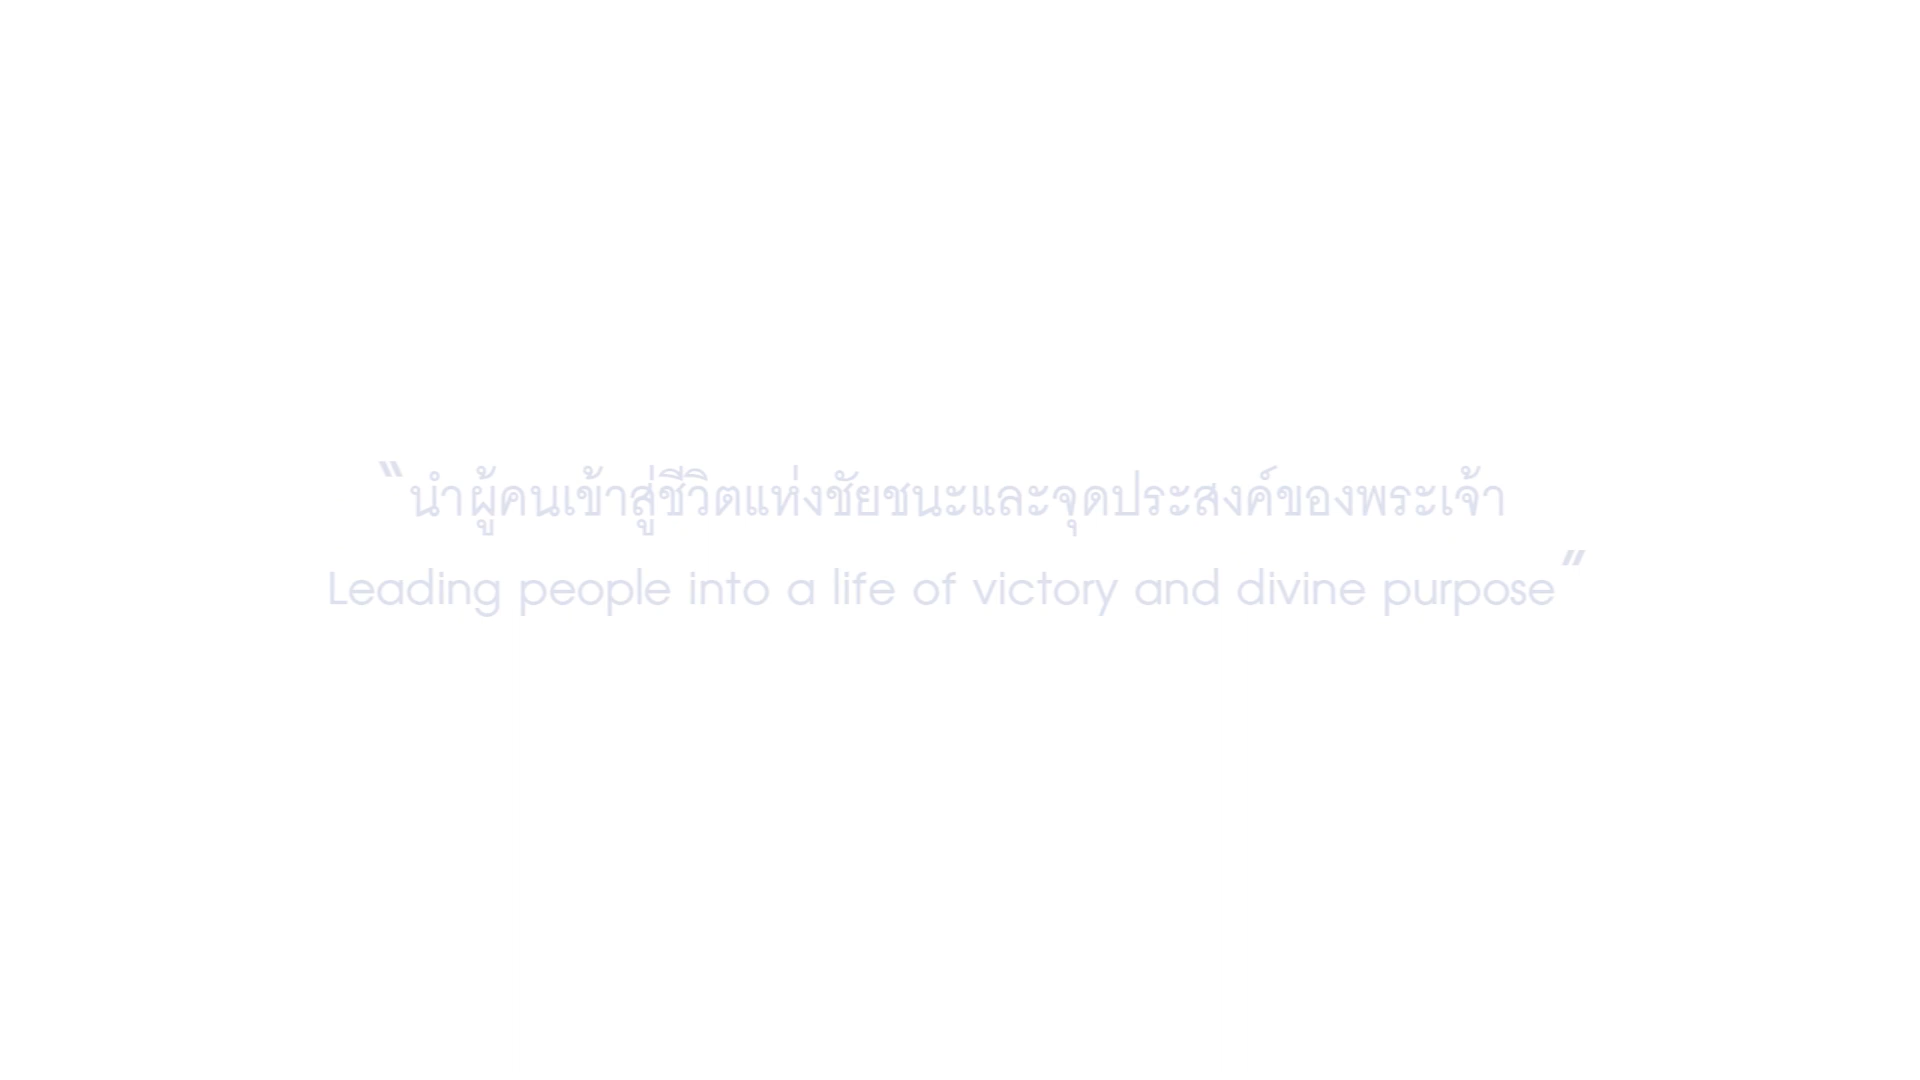 “นำผู้คนเข้าสู่ชีวิตแห่งชัยชนะและจุดประสงค์ของพระเจ้า
Leading people into a life of victory and divine purpose”